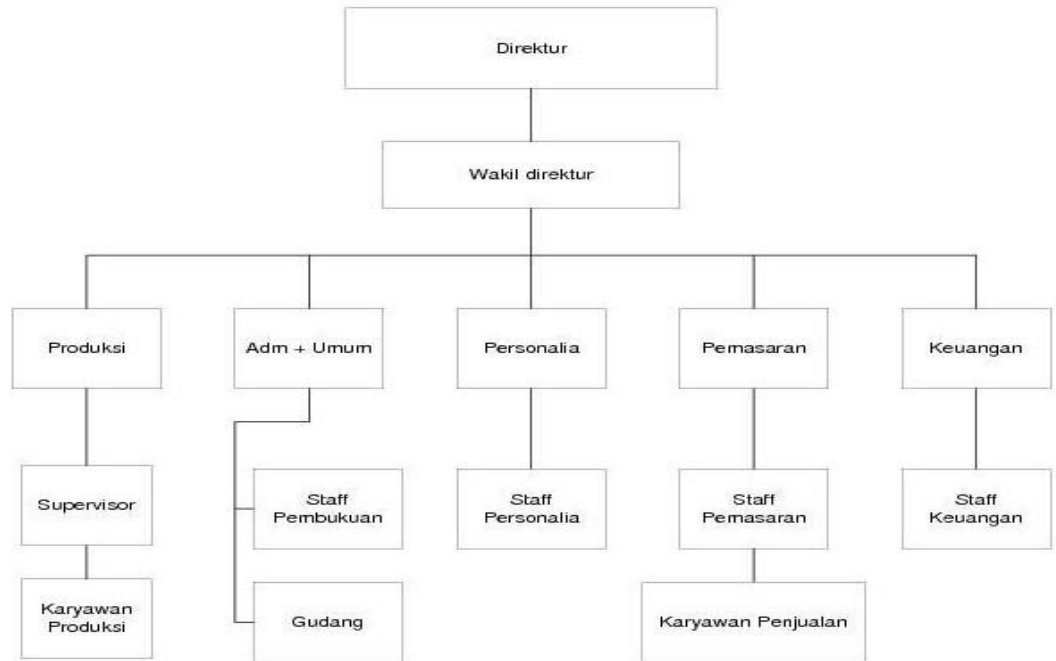 Direktur
Wakil direktur
Produksi
Adm + Umum
Personalia
Pemasaran
Keuangan
Supervisor
Staff
Pembukuan
Staff
Personalia
Staff
Pemasaran
Staff
Keuangan
Karyawan
Produksi
Gudang
Karyawan Penjualan